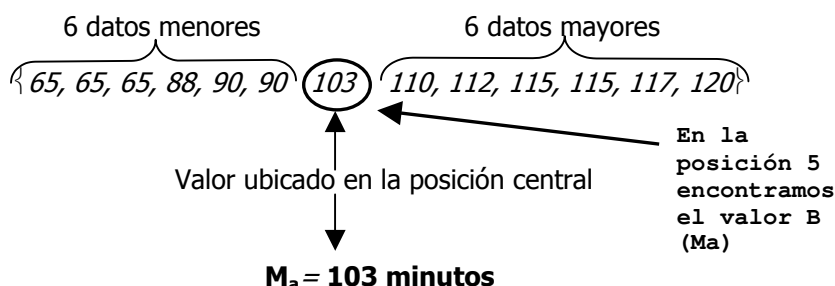 6 datos menores 6 datos mayores
{65, 65, 65, 88, 90, 90 103 110, 112, 115, 115, 117, 120}
En la
posición 5
encontramos
el valor B
(Ma)
Valor ubicado en la posición central
Ma= 103 minutos